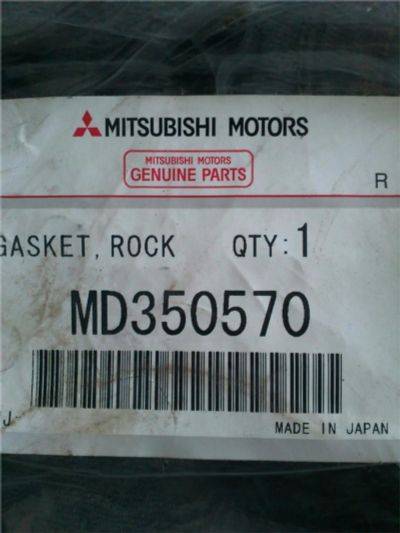 MITSUBISHI MOTORS
MITSUBISHI MOTORS
GENUINE PARTS
R
GASKET, ROCK QTY:1
MD350570
J-
MADE IN JAPAN